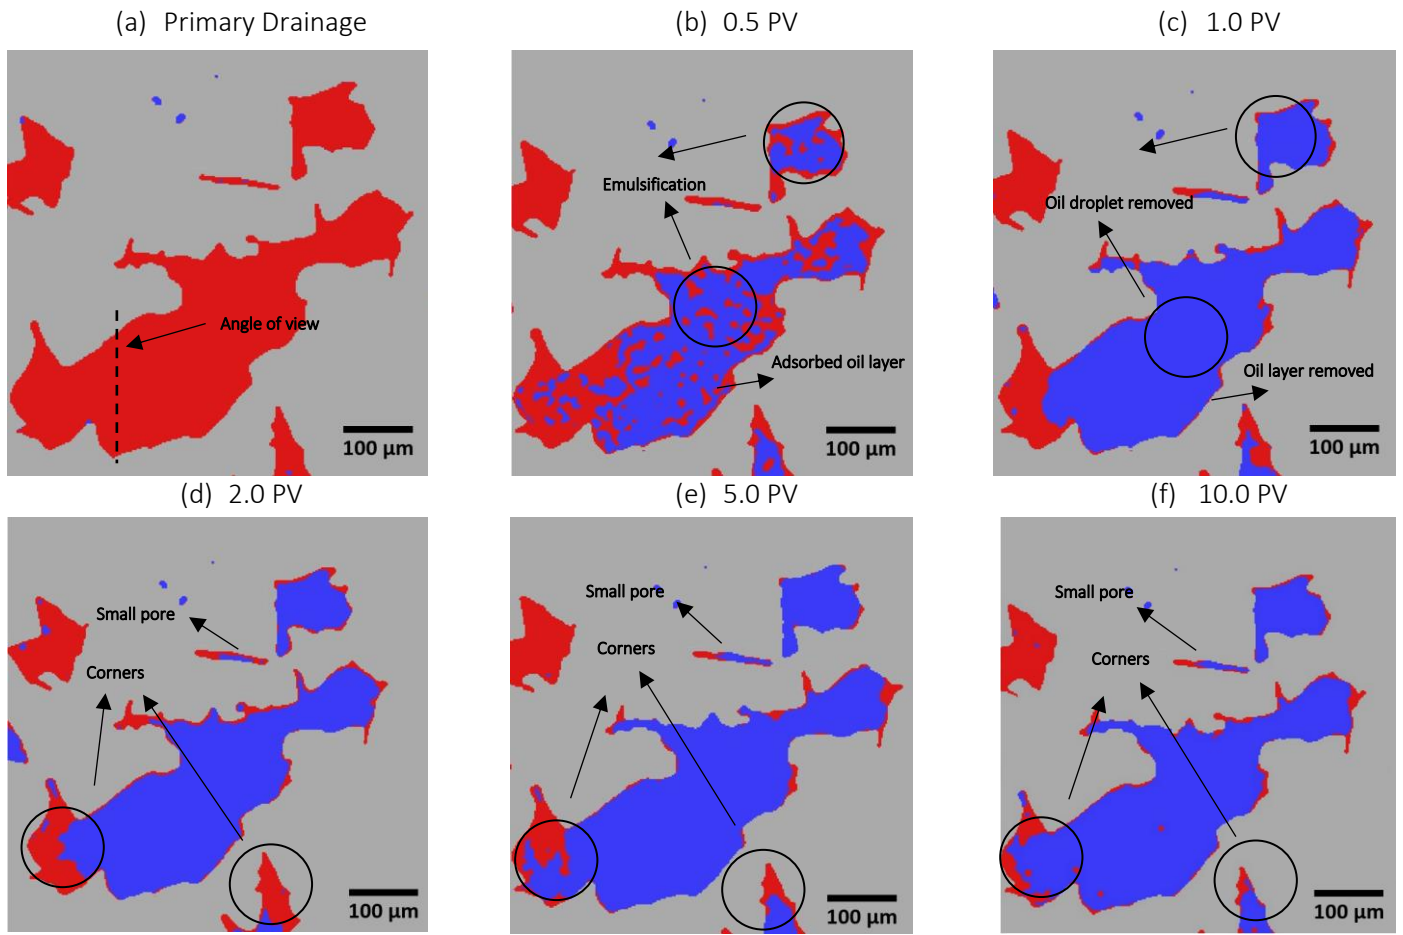 (a) Primary Drainage
(b) 0.5 PV
(c) 1.0 PV
Angle of view
100 μm
Emulsification
Adsorbed oil layer
100 μm
Oil droplet removed
Oil layer removed
100 μm
(d) 2.0 PV
(e) 5.0 PV
(f) 10.0 PV
Small pore
Corners
100 μm
Small pore
Corners
100 μm
Small pore
Corners
100 μm